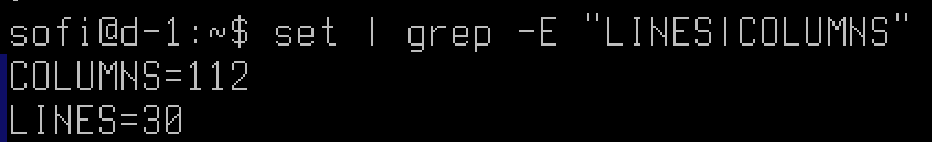 sofi@d-1:~$ set | grep -E "LINES|COLUMNS"
COLUMNS=112
LINES=30